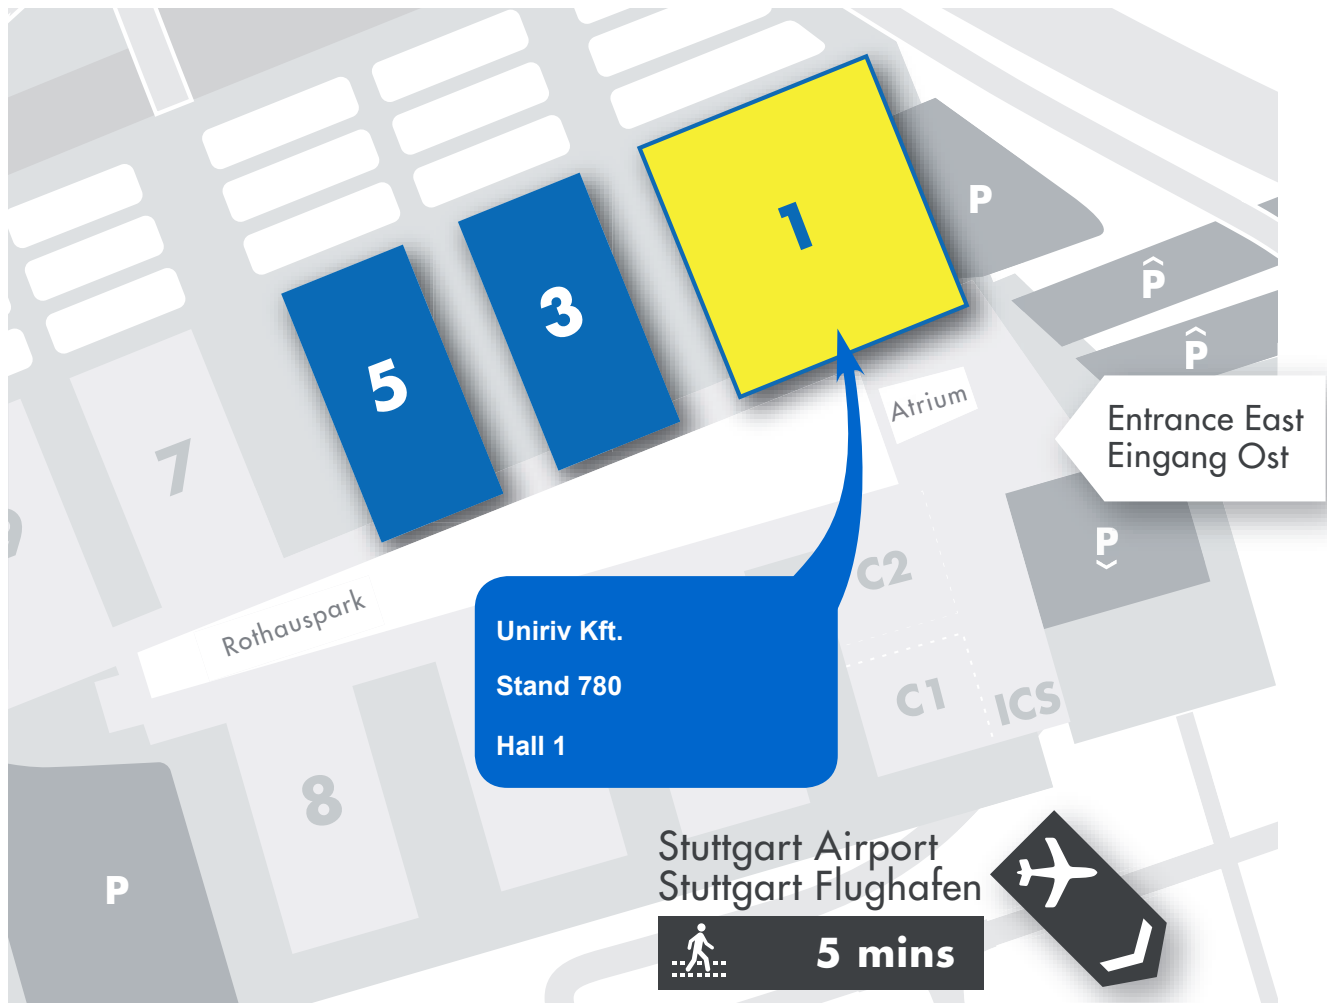 1
P
P
P
3
5
Atrium
Entrance East
Eingang Ost
7
9
P
C2
Rothauspark
Uniriv Kft.
Stand 780
Hall 1
C1
ICS
8
Stuttgart Airport
Stuttgart Flughafen
P
5 mins